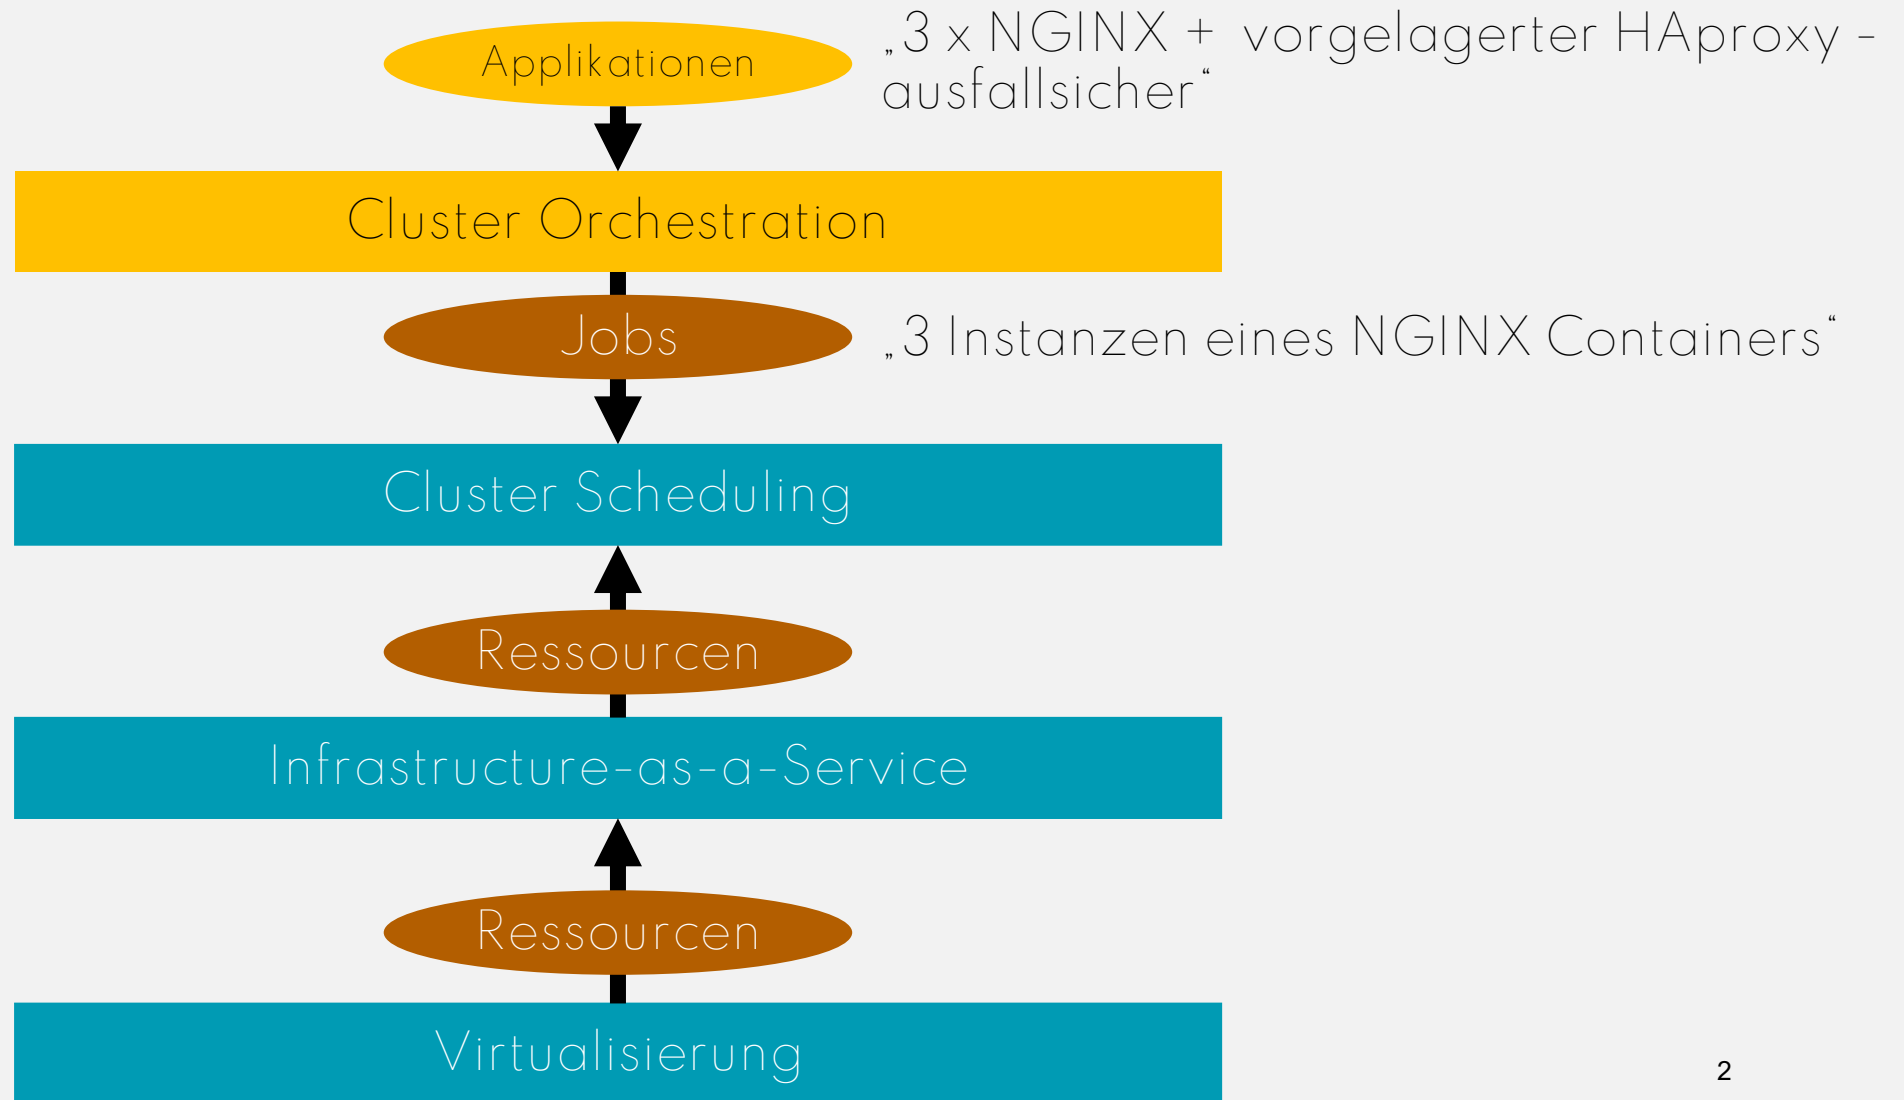 Applikationen
„3 x NGINX + vorgelagerter HAproxy –
ausfallsicher“
Cluster Orchestration
Jobs
„3 Instanzen eines NGINX Containers“
Cluster Scheduling
Ressourcen
Infrastructure-as-a-Service
Ressourcen
Virtualisierung
2